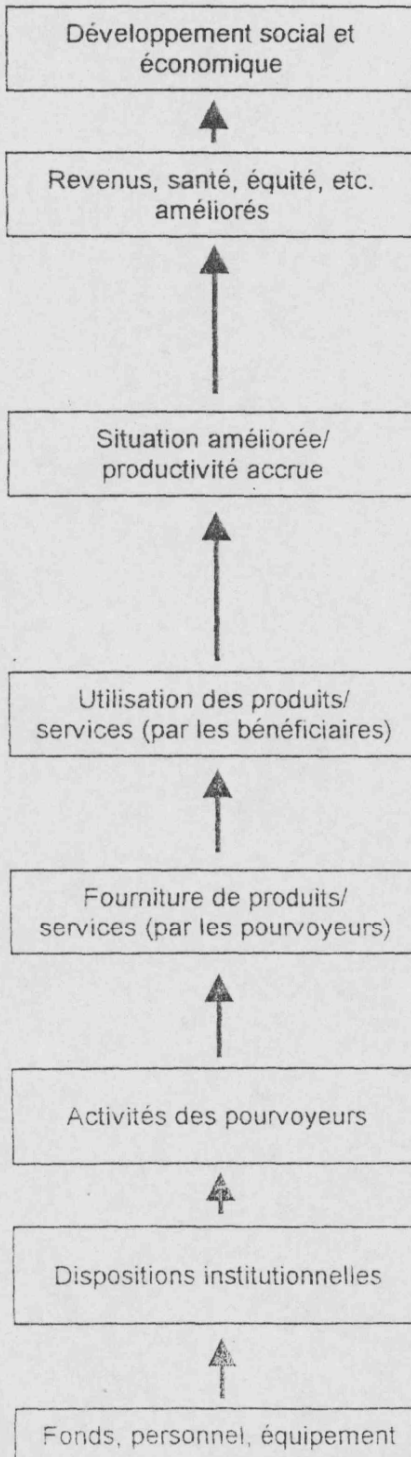 Développement social et
économique
Revenus, santé, équité, etc.
améliorés
Situation améliorée/
productivité accrue
Utilisation des produits/
services (par les bénéficiaires)
Fourniture de produits/
services (par les pourvoyeurs)
Activités des pourvoyeurs
Dispositions institutionnelles
Fonds, personnel, équipement